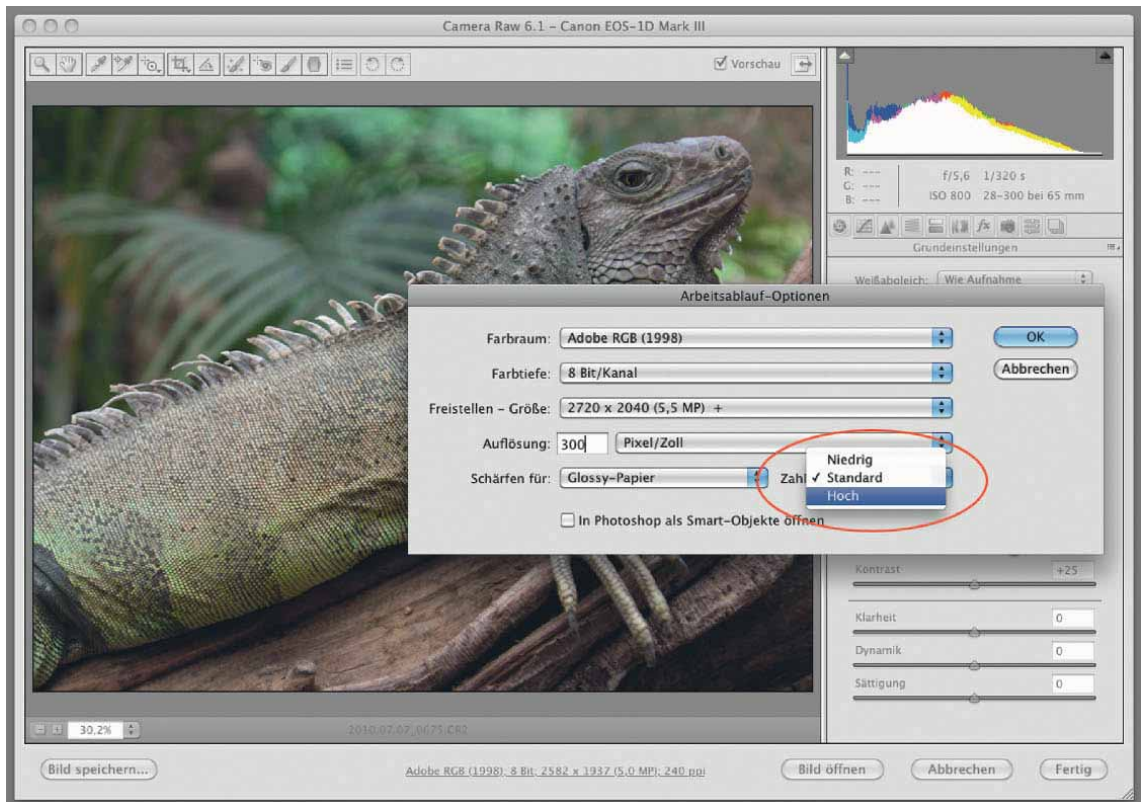 Camera Raw 6.1 – Canon EOS-1D Mark III
Vorschau
R: ---
G: ---
B: ---
f/5,6 1/320 s
ISO 800 28–300 bei 65 mm
Grundeinstellungen
Weißabgleich: Wie Aufnahme
Arbeitsablauf-Optionen
Farbraum: Adobe RGB (1998)
OK
Farbtiefe: 8 Bit/Kanal
Abbrechen
Freistellen – Größe: 2720 x 2040 (5,5 MP) +
Auflösung: 300 Pixel/Zoll
Schärfen für: Glossy-Papier
Zahl
Niedrig
✓ Standard
Hoch
In Photoshop als Smart-Objekte öffnen
Kontrast +25
Klarheit 0
Dynamik 0
Sättigung 0
30,2%
2010.07.07_0675.CR2
Bild speichern...
Adobe RGB (1998); 8 Bit; 2582 x 1937 (5,0 MP); 240 ppi
Bild öffnen
Abbrechen
Fertig